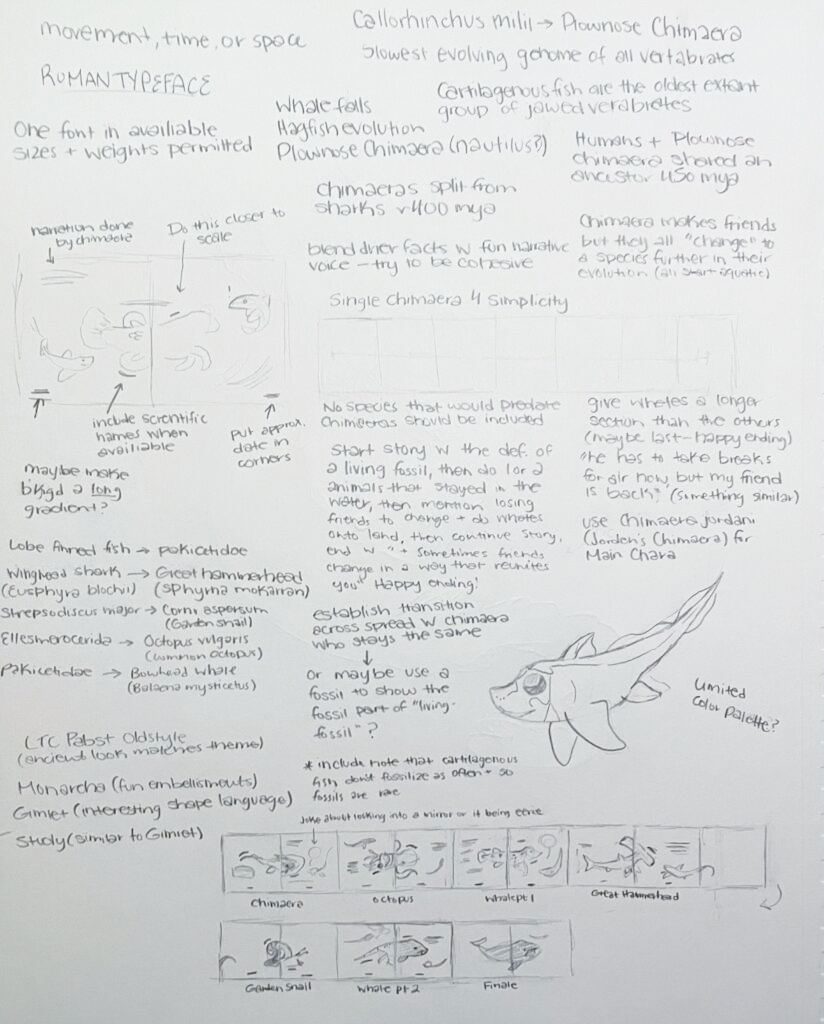 movement, time, or space
ROMAN TYPEFACE
One font in availiable
sizes + weights permitted
Callorhinchus milii → Plownose Chimaera
Slowest evolving genome of all vertabrates
Cartilagenous fish are the oldest extant
group of jawed verabretes
Whale falls
Hagfish evolution
Plownose Chimaera (nautilus?)
Humans + Plownose
chimaera shared an
ancestor 450 mya
Chimaeras split from
sharks ~400 mya
blend drier facts w fun narrative
voice - try to be cohesive
Chimaera makes friends
but they all "change" to
a species further in their
evolution (all start aquatic)
narration done
by chimaera
Do this closer to
scale
Single chimaera 4 simplicity
include scientific
names when
availiable
put approx.
date in
corners
maybe make
bkgd a long
gradient?
No species that would predate
Chimaeras should be included
Start story w the def. of
a living fossil, then do 1 or 2
animals that stayed in the
water, then mention losing
friends to change + do whales
onto land, then continue story,
end w " + sometimes friends
change in a way that reunites
you" Happy ending!
give whales a longer
section than the others
(maybe last - happy ending)
"he has to take breaks
for air now, but my friend
is back" (something similar)
use Chimaera jordani
(Jorden's Chimaera) for
Main Chara
Lobe finned fish → pakicetidae
Winghead shark → Great hammerhead
(Eusphyra blochii) (Sphyrna mokarran)
Strepsodiscus major → Cornu aspersum
(Garden snail)
Ellesmerocerida → Octopus vulgaris
(common octopus)
Pakicetidae → Bowhead whale
(Balaena mysticetus)
establish transition
across spread w chimaera
who stays the same
Or maybe use a
fossil to show the
fossil part of "living-
fossil"?
* include note that cartilagenous
fish don't fossilize as often + so
fossils are rare
Limited
color palette?
LTC Pabst Oldstyle
(ancient look matches theme)
Monarcha (fun embelisments)
Gimlet (interesting shape language)
Study (similar to Gimlet)
Joke about looking into a mirror or it being eerie
Chimaera
octopus
Whale pt 1
Great Hammerhead
Garden Snail
Whale pt 2
Finale